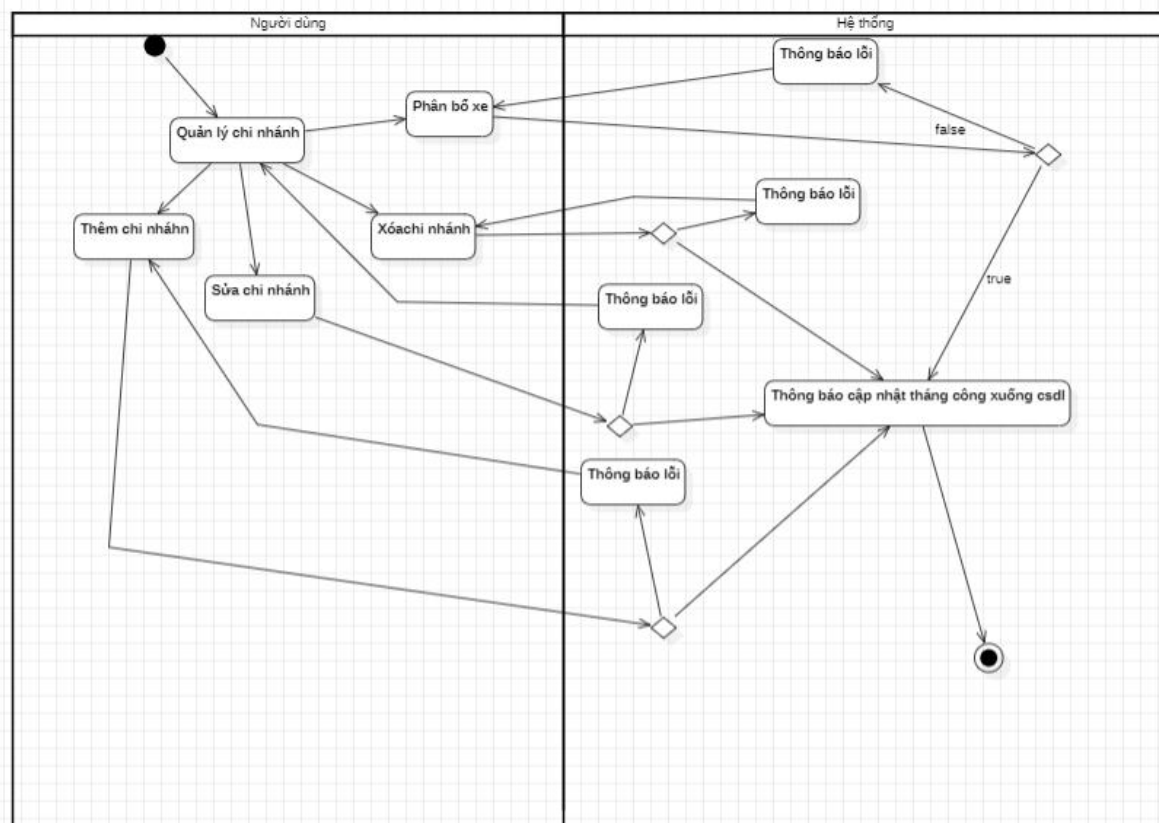 Người dùng
Hệ thống
Thông báo lỗi
Phân bổ xe
Quản lý chi nhánh
false
Thông báo lỗi
Thêm chi nháhn
Xóachi nhánh
Sửa chi nhánh
Thông báo lỗi
true
Thông báo cập nhật tháng công xuống csdl
Thông báo lỗi